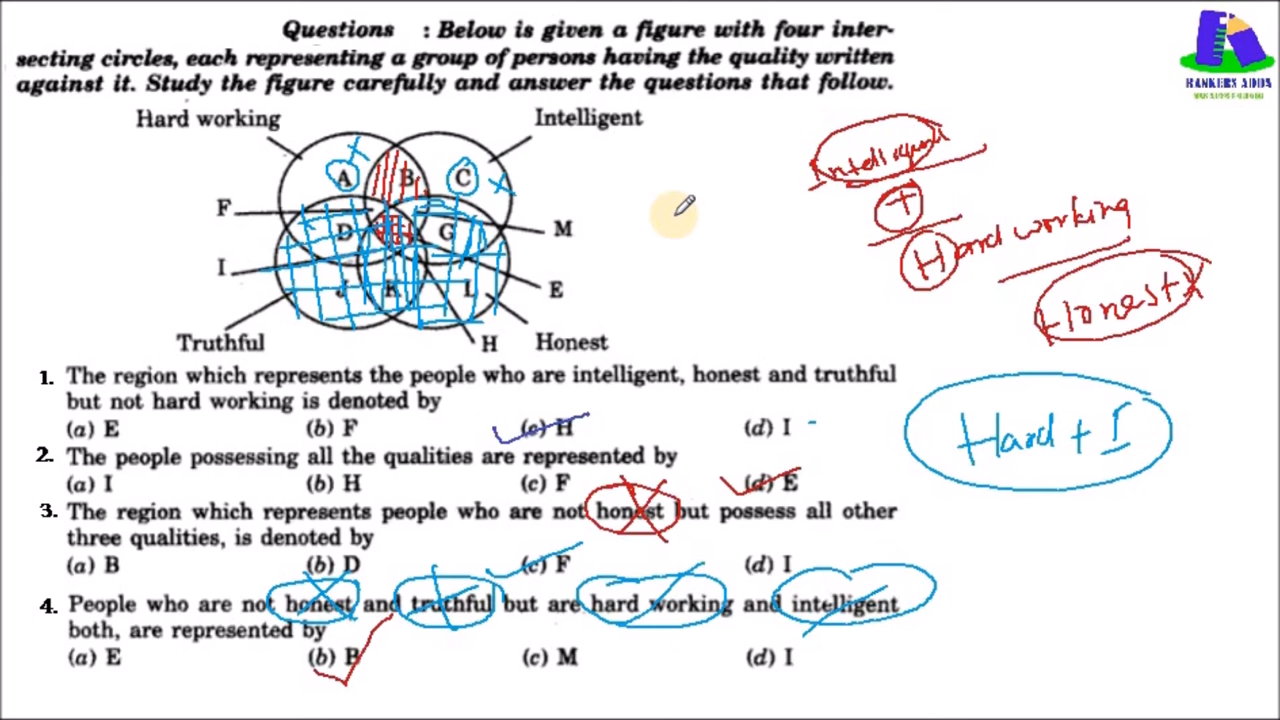 Questions : Below is given a figure with four inter-
secting circles, each representing a group of persons having the quality written
against it. Study the figure carefully and answer the questions that follow.
BANKERS ADDA
Hard working
Intelligent
A
B
C
F
D
G
M
I
J
K
L
E
Truthful
H
Honest
Intelligent
+
Hard working
Honest
Hard + I
1. The region which represents the people who are intelligent, honest and truthful
but not hard working is denoted by
(a) E (b) F (c) H (d) I
2. The people possessing all the qualities are represented by
(a) I (b) H (c) F (d) E
3. The region which represents people who are not honest but possess all other
three qualities, is denoted by
(a) B (b) D (c) F (d) I
4. People who are not honest and truthful but are hard working and intelligent
both, are represented by
(a) E (b) B (c) M (d) I